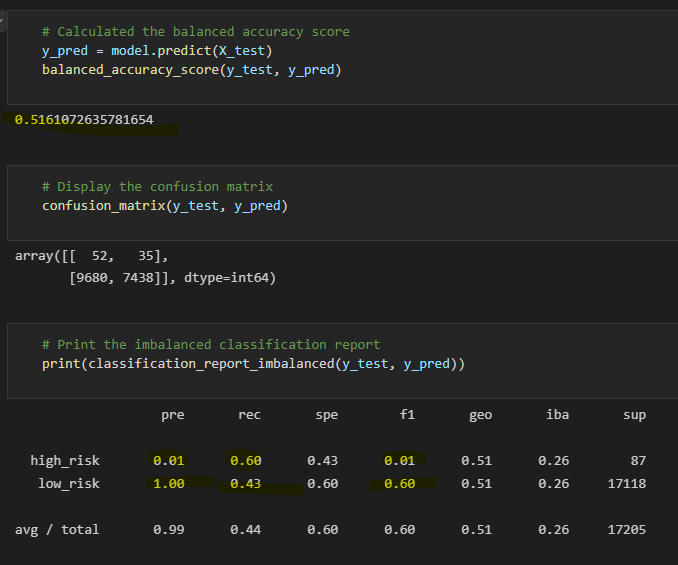 # Calculated the balanced accuracy score
y_pred = model.predict(X_test)
balanced_accuracy_score(y_test, y_pred)
0.5161072635781654
# Display the confusion matrix
confusion_matrix(y_test, y_pred)
array([[  52,   35],
       [9680, 7438]], dtype=int64)
# Print the imbalanced classification report
print(classification_report_imbalanced(y_test, y_pred))
pre rec spe f1 geo iba sup
high_risk 0.01 0.60 0.43 0.01 0.51 0.26 87
low_risk 1.00 0.43 0.60 0.60 0.51 0.26 17118
avg / total 0.99 0.44 0.60 0.60 0.51 0.26 17205